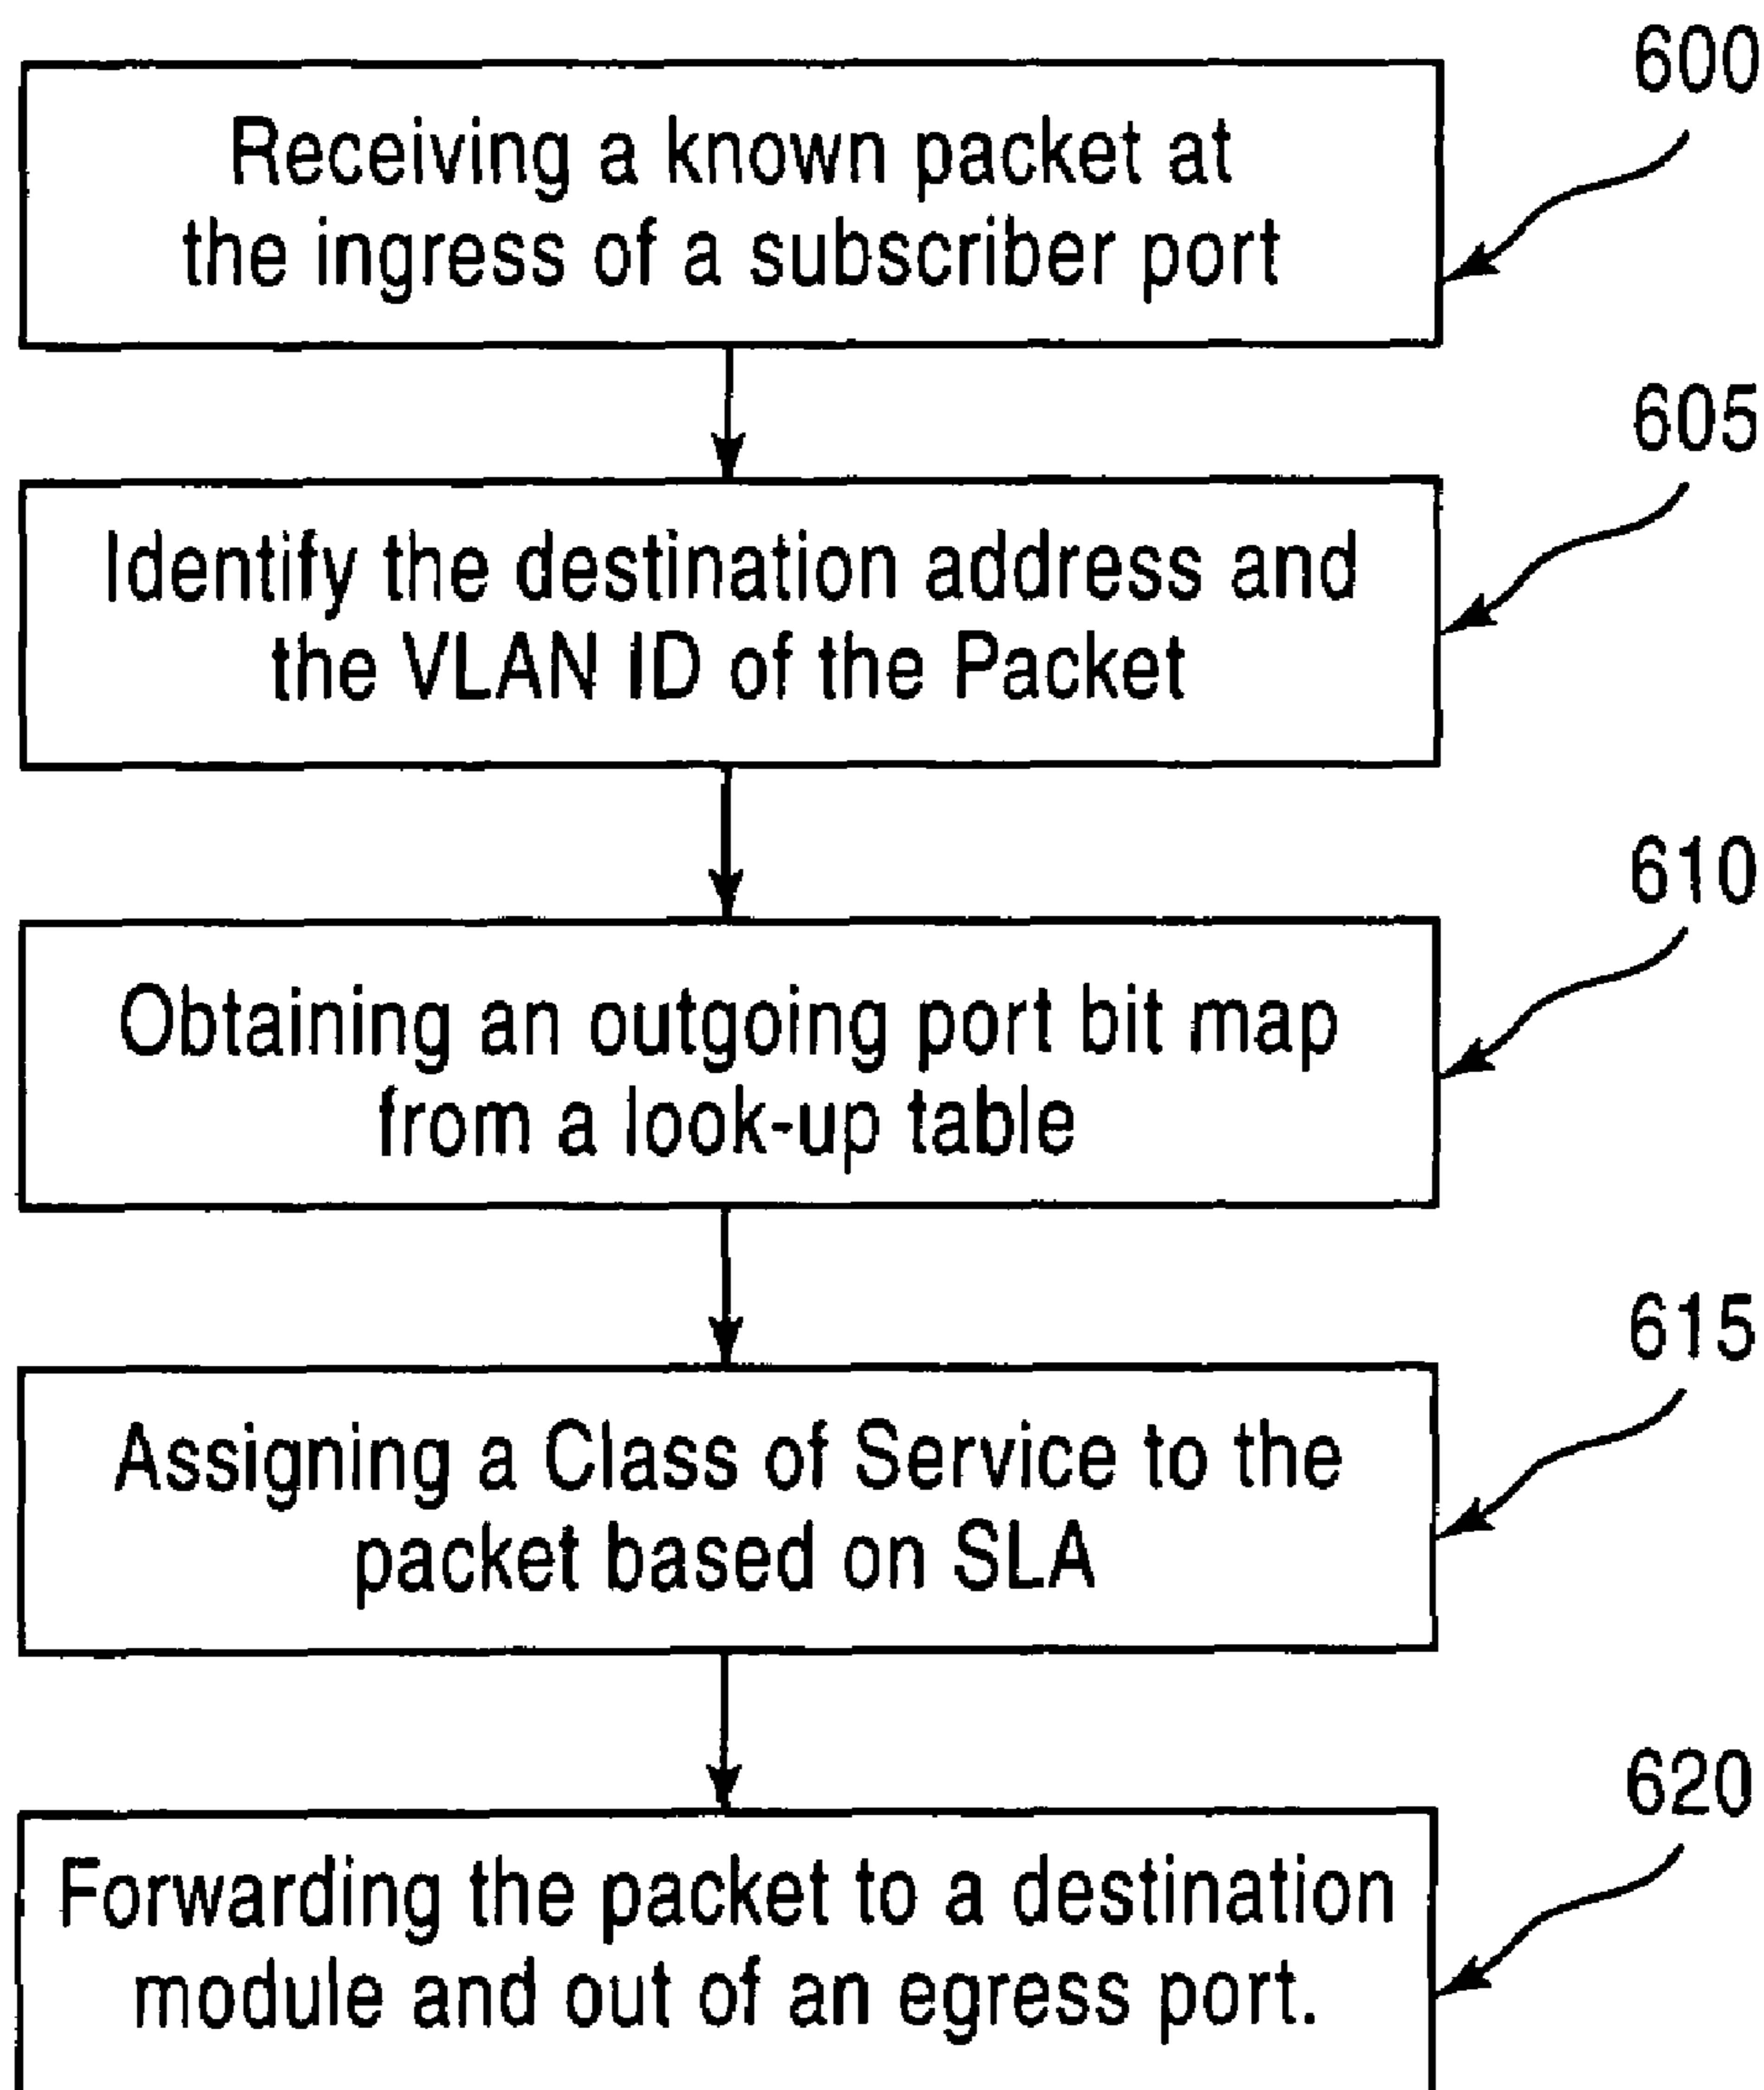 600
Receiving a known packet at
the ingress of a subscriber port
605
Identify the destination address and
the VLAN ID of the Packet
610
Obtaining an outgoing port bit map
from a look-up table
615
Assigning a Class of Service to the
packet based on SLA
620
Forwarding the packet to a destination
module and out of an egress port.